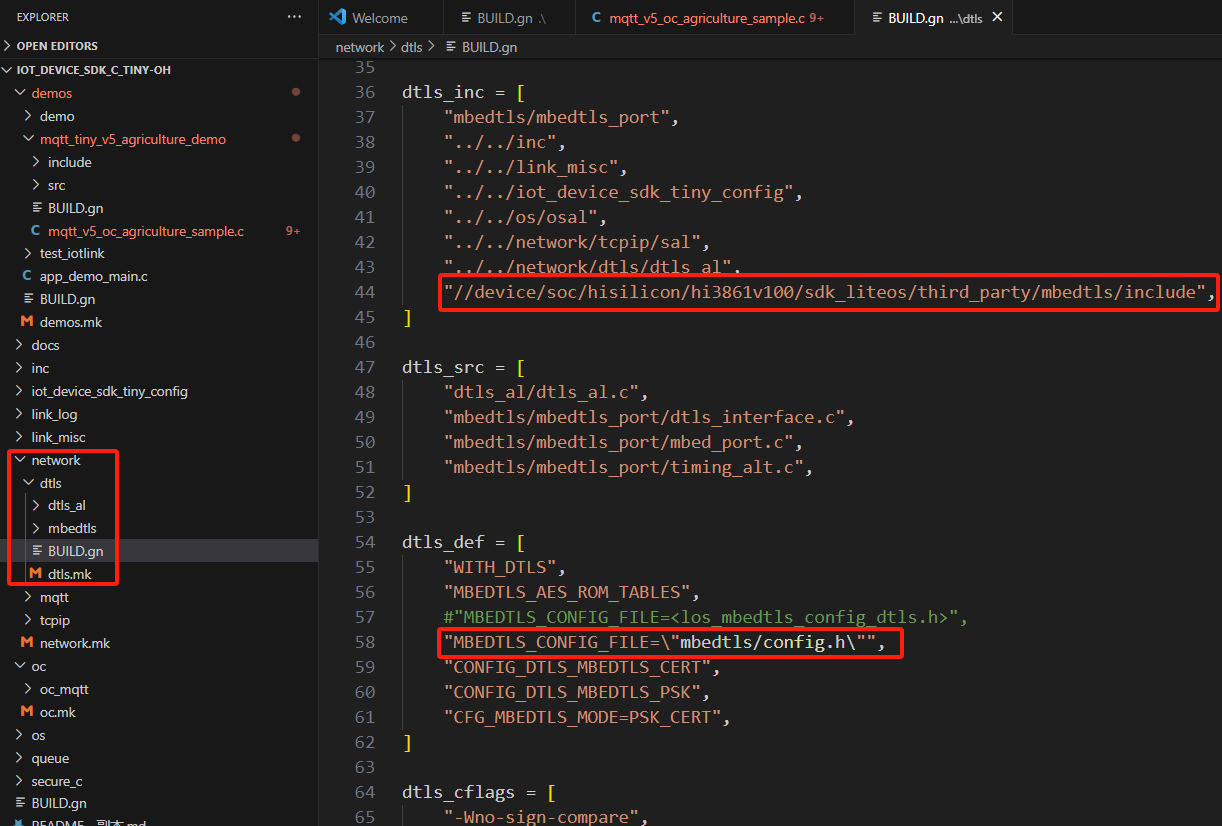 EXPLORER
OPEN EDITORS
IOT_DEVICE_SDK_C_TINY-OH
demos
demo
mqtt_tiny_v5_agriculture_demo
include
src
BUILD.gn
mqtt_v5_oc_agriculture_sample.c 9+
test_iotlink
app_demo_main.c
BUILD.gn
demos.mk
docs
inc
iot_device_sdk_tiny_config
link_log
link_misc
network
dtls
dtls_al
mbedtls
BUILD.gn
dtls.mk
mqtt
tcpip
network.mk
oc
oc_mqtt
oc.mk
os
queue
secure_c
BUILD.gn
README - 副本.md
Welcome
BUILD.gn .\
mqtt_v5_oc_agriculture_sample.c 9+
BUILD.gn ...\dtls
network > dtls > BUILD.gn
35
36 dtls_inc = [
37 "mbedtls/mbedtls_port",
38 "../../inc",
39 "../../link_misc",
40 "../../iot_device_sdk_tiny_config",
41 "../../os/osal",
42 "../../network/tcpip/sal",
43 "../../network/dtls/dtls_al",
44 "//device/soc/hisilicon/hi3861v100/sdk_liteos/third_party/mbedtls/include",
45 ]
46
47 dtls_src = [
48 "dtls_al/dtls_al.c",
49 "mbedtls/mbedtls_port/dtls_interface.c",
50 "mbedtls/mbedtls_port/mbed_port.c",
51 "mbedtls/mbedtls_port/timing_alt.c",
52 ]
53
54 dtls_def = [
55 "WITH_DTLS",
56 "MBEDTLS_AES_ROM_TABLES",
57 #"MBEDTLS_CONFIG_FILE=<los_mbedtls_config_dtls.h>",
58 "MBEDTLS_CONFIG_FILE=\"mbedtls/config.h\"",
59 "CONFIG_DTLS_MBEDTLS_CERT",
60 "CONFIG_DTLS_MBEDTLS_PSK",
61 "CFG_MBEDTLS_MODE=PSK_CERT",
62 ]
63
64 dtls_cflags = [
65 "-Wno-sign-compare",